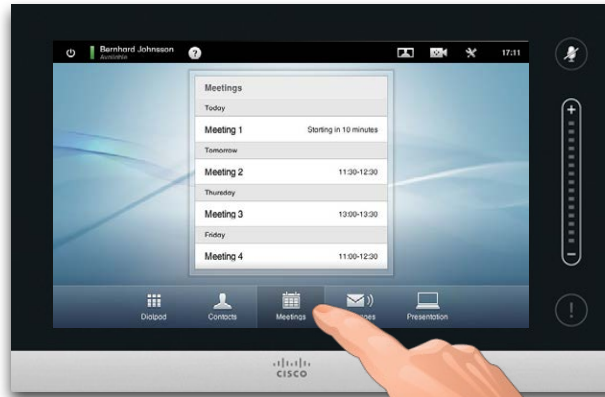 Bernhard Johnsson
Available
?
17:11
Meetings
Today
Meeting 1 Starting in 10 minutes
Tomorrow
Meeting 2 11:30-12:30
Thursday
Meeting 3 13:00-13:30
Friday
Meeting 4 11:00-12:30
Dialpad Contacts Meetings Presentation
+
-
!
CISCO